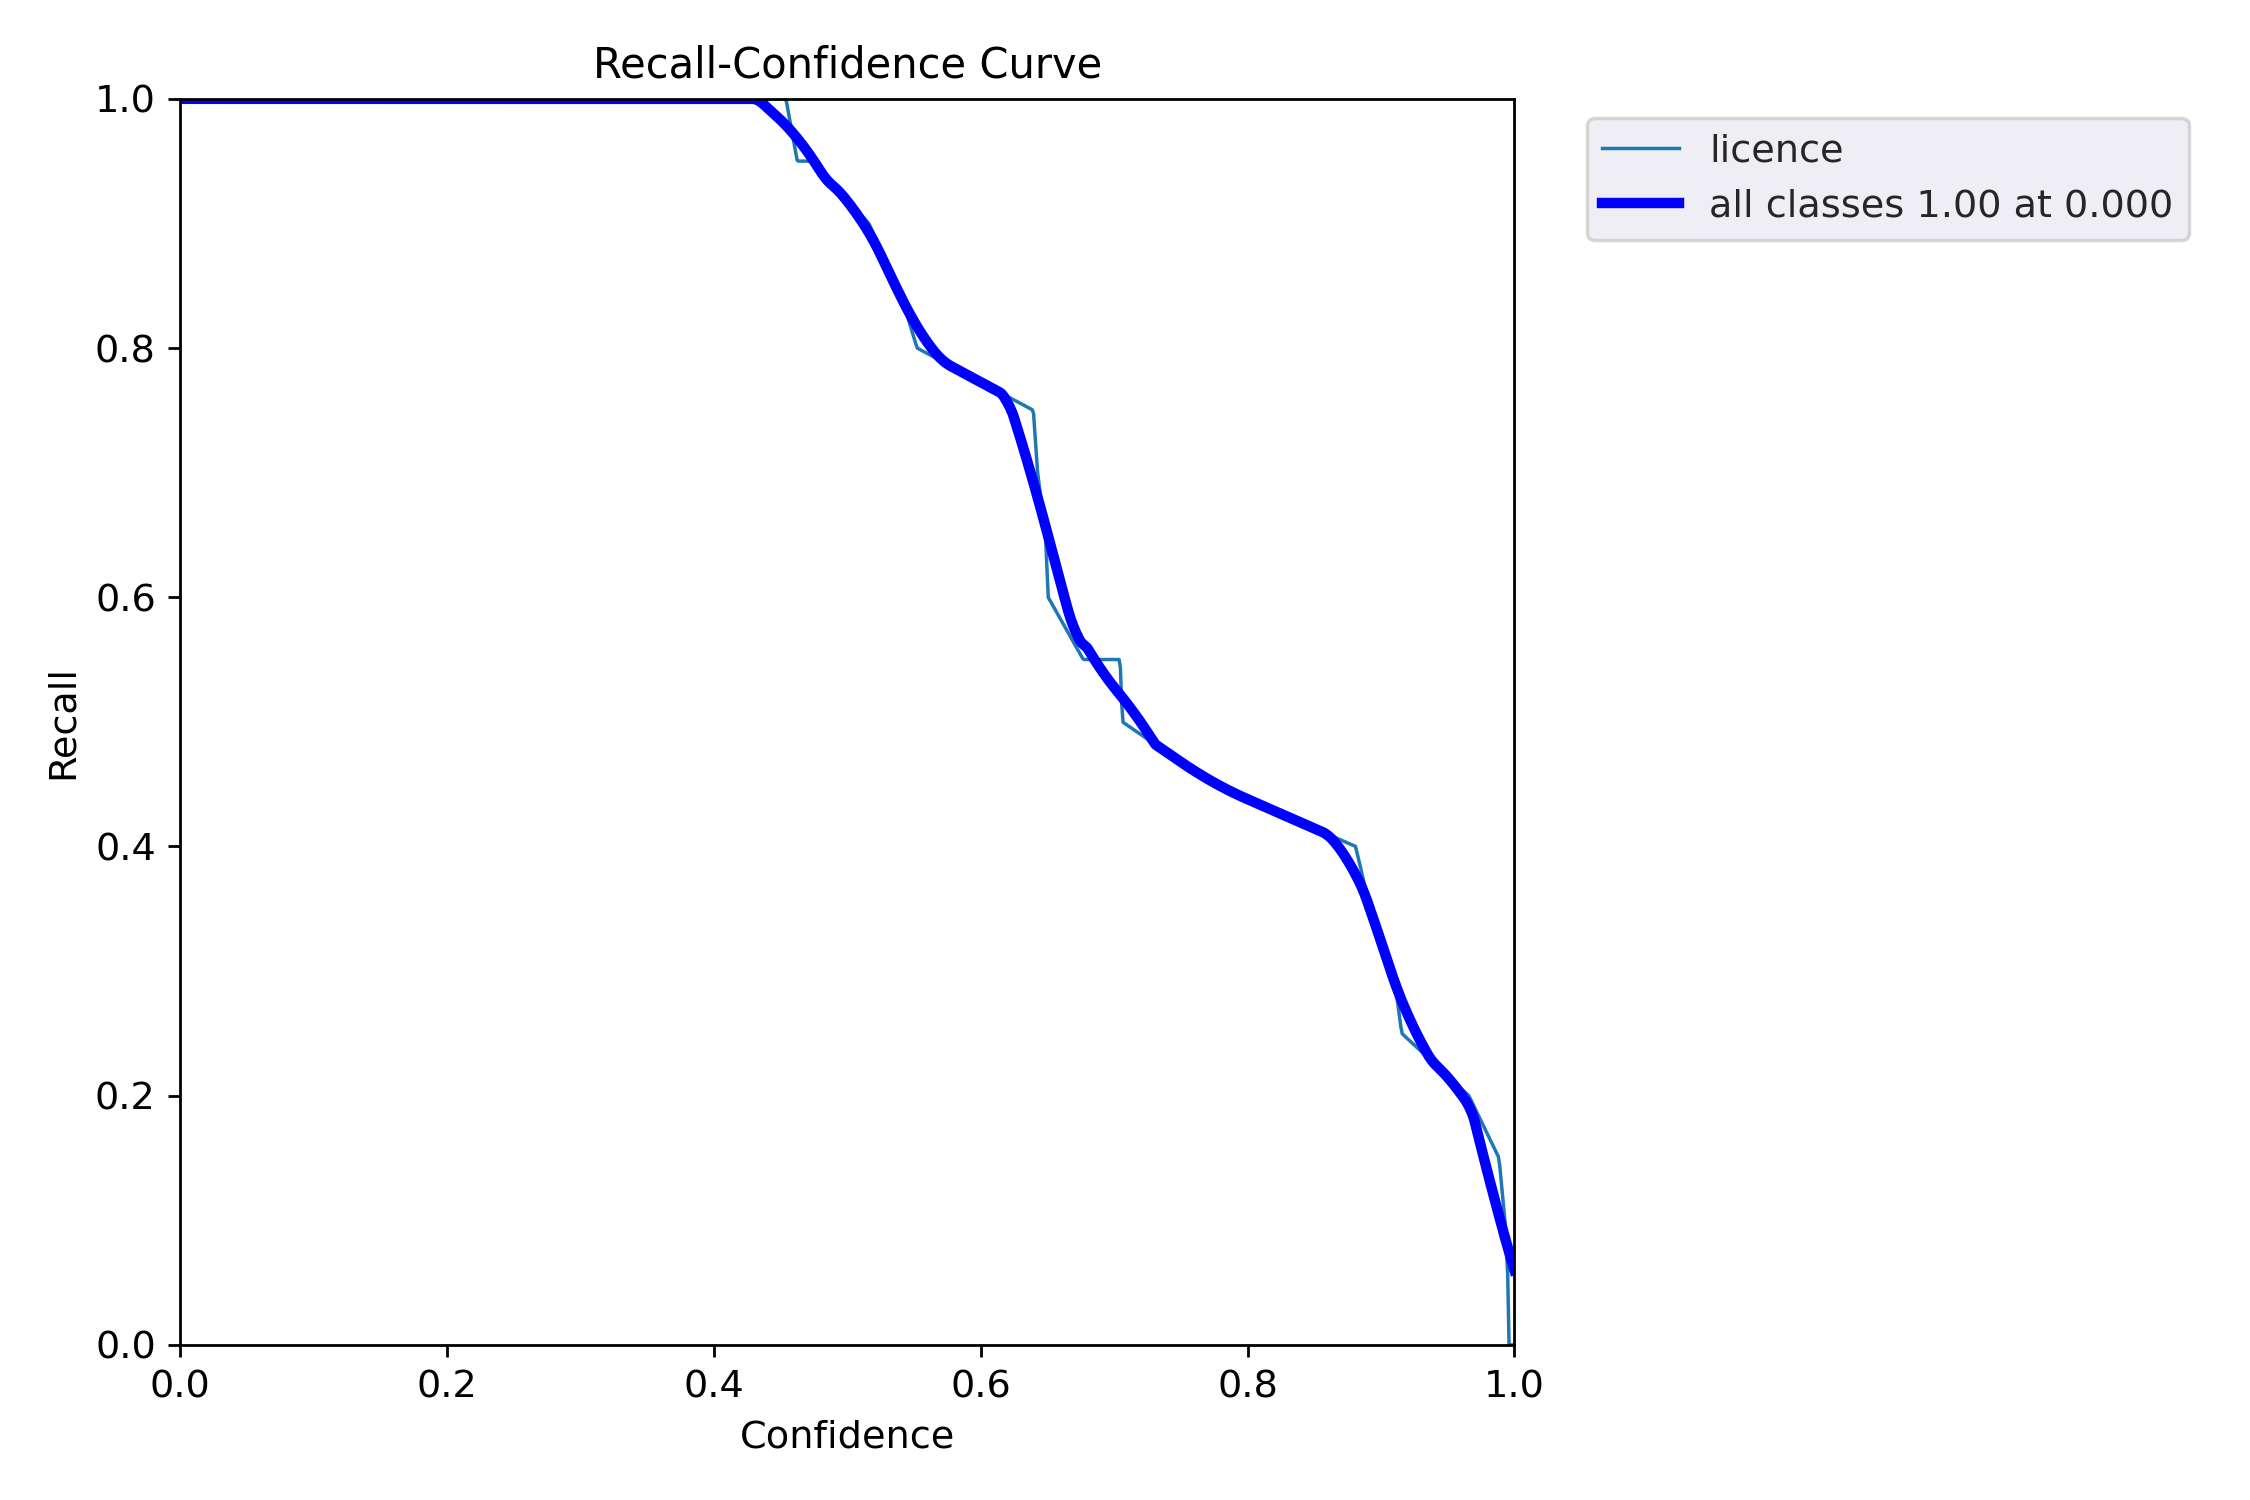 Recall-Confidence Curve
licence
all classes 1.00 at 0.000
1.0
0.8
0.6
0.4
0.2
0.0
Recall
0.0 0.2 0.4 0.6 0.8 1.0
Confidence